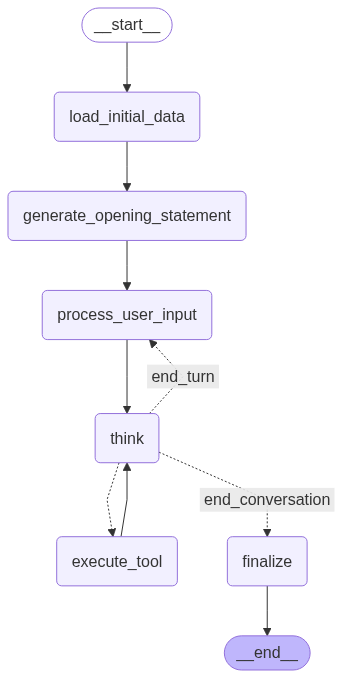 __start__
load_initial_data
generate_opening_statement
process_user_input
end_turn
think
end_conversation
execute_tool
finalize
__end__